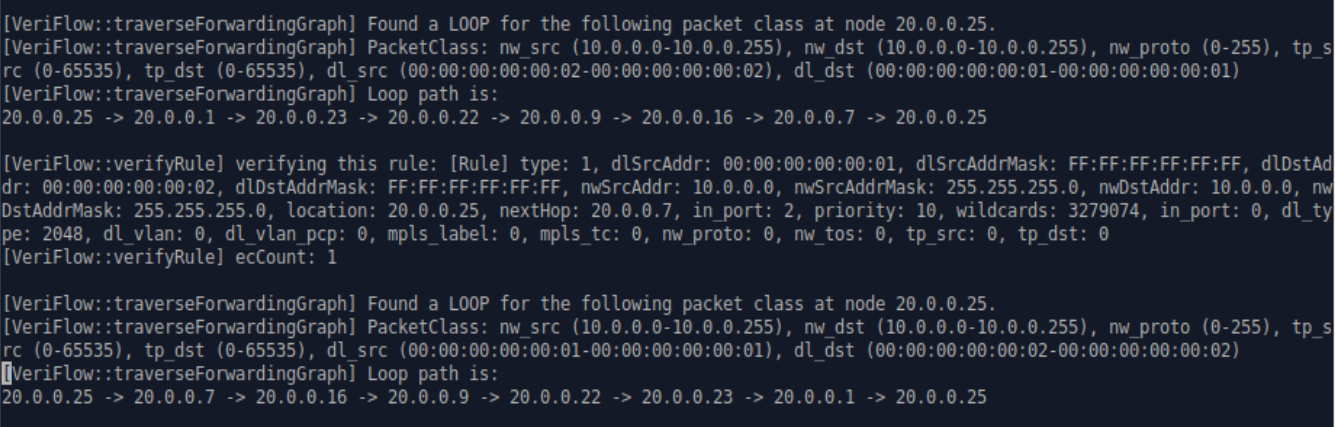 [VeriFlow::traverseForwardingGraph] Found a LOOP for the following packet class at node 20.0.0.25.
[VeriFlow::traverseForwardingGraph] PacketClass: nw_src (10.0.0.0-10.0.0.255), nw_dst (10.0.0.0-10.0.0.255), nw_proto (0-255), tp_s
rc (0-65535), tp_dst (0-65535), dl_src (00:00:00:00:00:02-00:00:00:00:00:02), dl_dst (00:00:00:00:00:01-00:00:00:00:00:01)
[VeriFlow::traverseForwardingGraph] Loop path is:
20.0.0.25 -> 20.0.0.1 -> 20.0.0.23 -> 20.0.0.22 -> 20.0.0.9 -> 20.0.0.16 -> 20.0.0.7 -> 20.0.0.25
[VeriFlow::verifyRule] verifying this rule: [Rule] type: 1, dlSrcAddr: 00:00:00:00:00:01, dlSrcAddrMask: FF:FF:FF:FF:FF:FF, dlDstAd
dr: 00:00:00:00:00:02, dlDstAddrMask: FF:FF:FF:FF:FF:FF, nwSrcAddr: 10.0.0.0, nwSrcAddrMask: 255.255.255.0, nwDstAddr: 10.0.0.0, nw
DstAddrMask: 255.255.255.0, location: 20.0.0.25, nextHop: 20.0.0.7, in_port: 2, priority: 10, wildcards: 3279074, in_port: 0, dl_ty
pe: 2048, dl_vlan: 0, dl_vlan_pcp: 0, mpls_label: 0, mpls_tc: 0, nw_proto: 0, nw_tos: 0, tp_src: 0, tp_dst: 0
[VeriFlow::verifyRule] ecCount: 1
[VeriFlow::traverseForwardingGraph] Found a LOOP for the following packet class at node 20.0.0.25.
[VeriFlow::traverseForwardingGraph] PacketClass: nw_src (10.0.0.0-10.0.0.255), nw_dst (10.0.0.0-10.0.0.255), nw_proto (0-255), tp_s
rc (0-65535), tp_dst (0-65535), dl_src (00:00:00:00:00:01-00:00:00:00:00:01), dl_dst (00:00:00:00:00:02-00:00:00:00:00:02)
[VeriFlow::traverseForwardingGraph] Loop path is:
20.0.0.25 -> 20.0.0.7 -> 20.0.0.16 -> 20.0.0.9 -> 20.0.0.22 -> 20.0.0.23 -> 20.0.0.1 -> 20.0.0.25